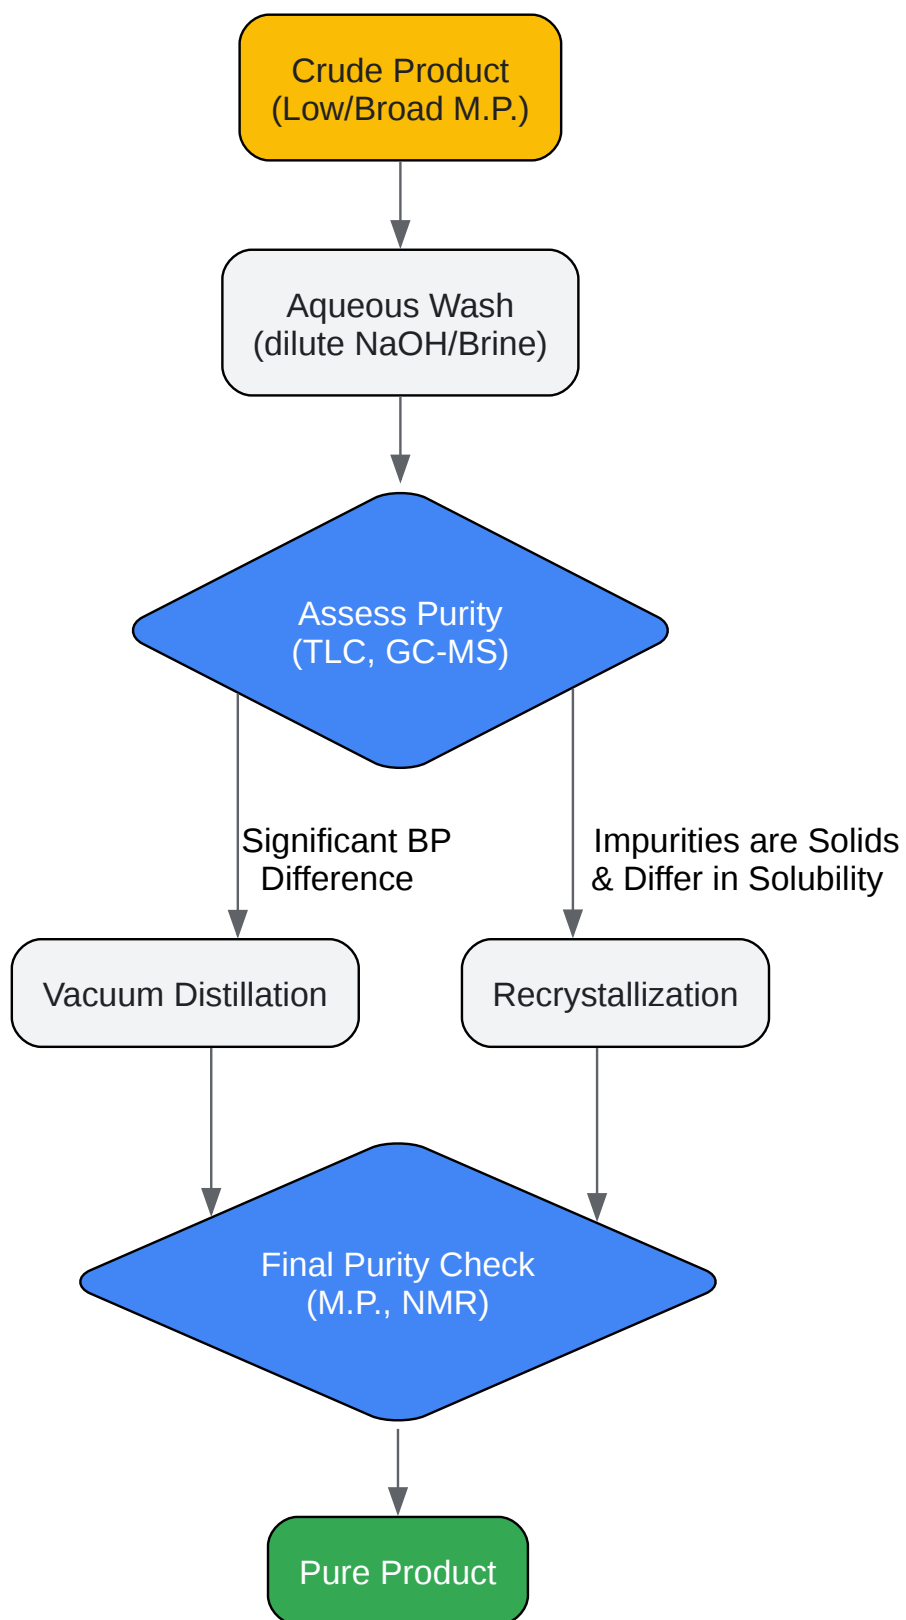 Crude Product
(Low/Broad M.P.)
Aqueous Wash
(dilute NaOH/Brine)
Assess Purity
(TLC, GC-MS)
Significant BP
Difference
Impurities are Solids
& Differ in Solubility
Vacuum Distillation
Recrystallization
Final Purity Check
(M.P., NMR)
Pure Product